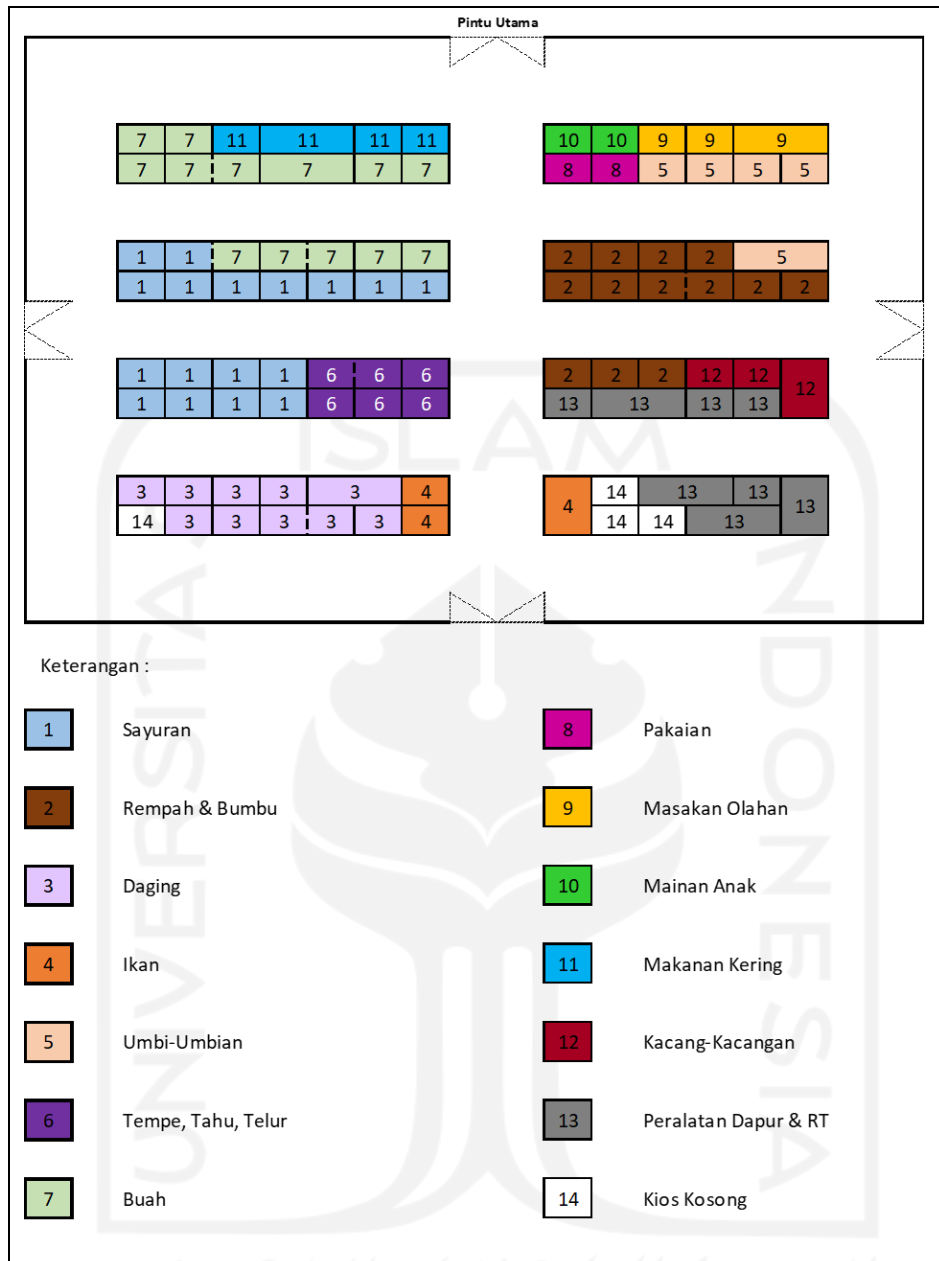 Pintu Utama
7 7 11 11 11 11 10 10 9 9 9
7 7 7 7 7 7 8 8 5 5 5 5
1 1 7 7 7 7 7 2 2 2 2 5
1 1 1 1 1 1 1 2 2 2 2 2 2
1 1 1 1 6 6 6 2 2 2 12 12 12
1 1 1 1 6 6 6 13 13 13 13
3 3 3 3 3 4 4 14 13 13 13
14 3 3 3 3 3 4 14 14 13
Keterangan :
1 Sayuran 8 Pakaian
2 Rempah & Bumbu 9 Masakan Olahan
3 Daging 10 Mainan Anak
4 Ikan 11 Makanan Kering
5 Umbi-Umbian 12 Kacang-Kacangan
6 Tempe, Tahu, Telur 13 Peralatan Dapur & RT
7 Buah 14 Kios Kosong
UNIVERSITAS
ISLAM
INDONESIA